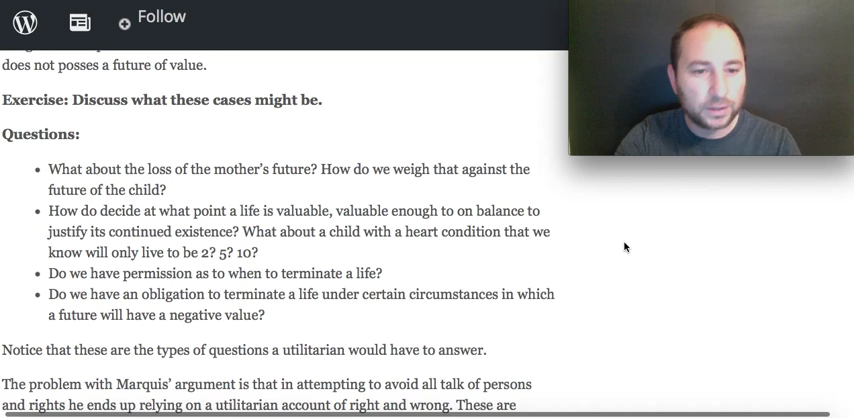 Follow
does not posses a future of value.
Exercise: Discuss what these cases might be.
Questions:
What about the loss of the mother's future? How do we weigh that against the
future of the child?
How do decide at what point a life is valuable, valuable enough to on balance to
justify its continued existence? What about a child with a heart condition that we
know will only live to be 2? 5? 10?
Do we have permission as to when to terminate a life?
Do we have an obligation to terminate a life under certain circumstances in which
a future will have a negative value?
Notice that these are the types of questions a utilitarian would have to answer.
The problem with Marquis' argument is that in attempting to avoid all talk of persons
and rights he ends up relying on a utilitarian account of right and wrong. These are